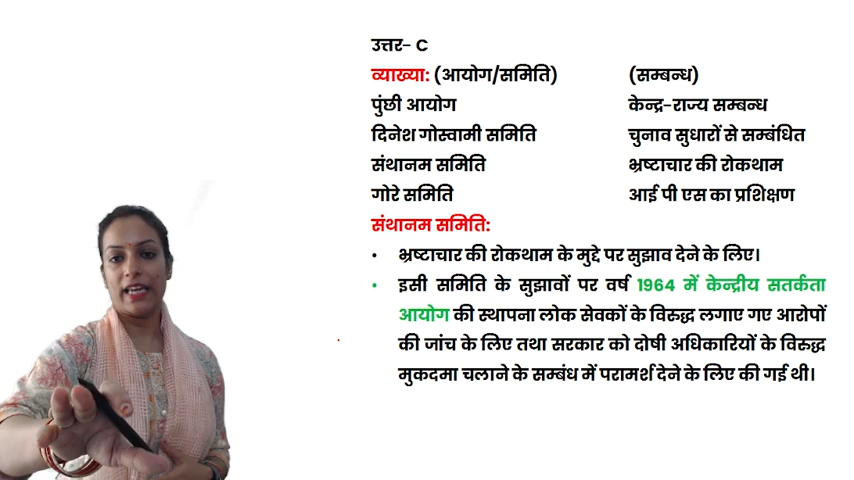 उत्तर- C
व्याख्या: (आयोग/समिति) (सम्बन्ध)
पुंछी आयोग केन्द्र-राज्य सम्बन्ध
दिनेश गोस्वामी समिति चुनाव सुधारों से सम्बंधित
संथानम समिति भ्रष्टाचार की रोकथाम
गोरे समिति आई पी एस का प्रशिक्षण
संथानम समिति:
• भ्रष्टाचार की रोकथाम के मुद्दे पर सुझाव देने के लिए।
• इसी समिति के सुझावों पर वर्ष 1964 में केन्द्रीय सतर्कता
आयोग की स्थापना लोक सेवकों के विरुद्ध लगाए गए आरोपों
की जांच के लिए तथा सरकार को दोषी अधिकारियों के विरुद्ध
मुकदमा चलाने के सम्बंध में परामर्श देने के लिए की गई थी।